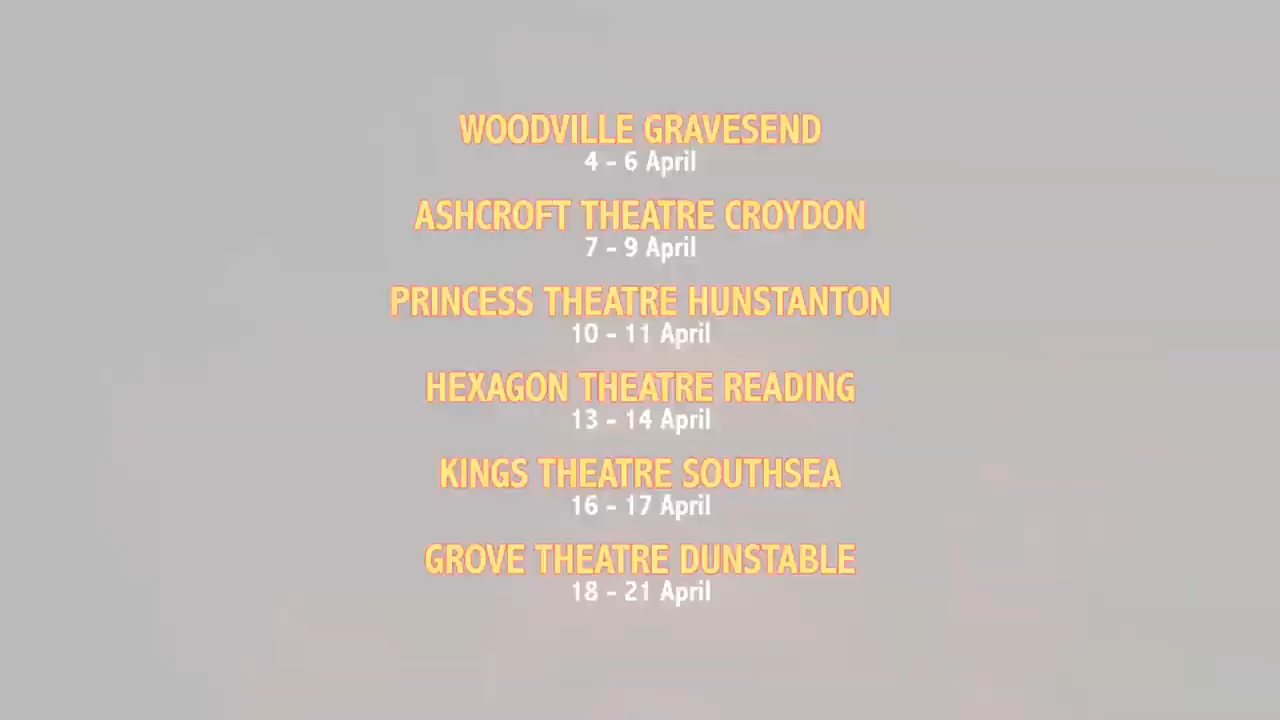 WOODVILLE GRAVESEND
4 - 6 April
ASHCROFT THEATRE CROYDON
7 - 9 April
PRINCESS THEATRE HUNSTANTON
10 - 11 April
HEXAGON THEATRE READING
13 - 14 April
KINGS THEATRE SOUTHSEA
16 - 17 April
GROVE THEATRE DUNSTABLE
18 - 21 April